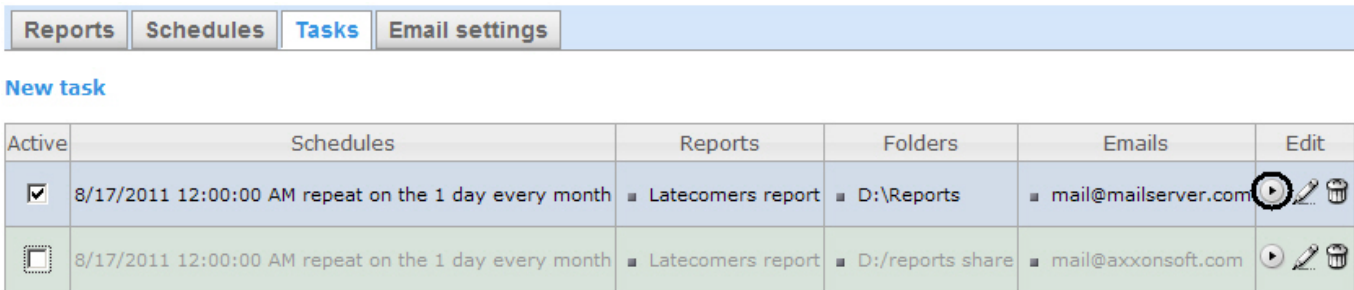 Reports Schedules Tasks Email settings
New task
Active Schedules Reports Folders Emails Edit
8/17/2011 12:00:00 AM repeat on the 1 day every month Latecomers report D:\Reports mail@mailserver.com
8/17/2011 12:00:00 AM repeat on the 1 day every month Latecomers report D:/reports share mail@axxonsoft.com